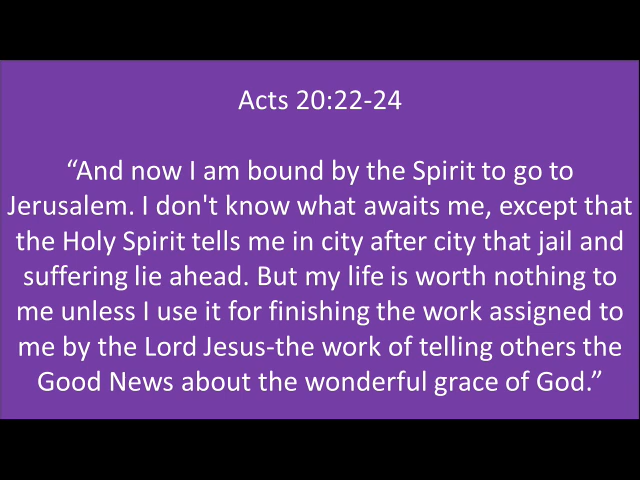 Acts 20:22-24
“And now I am bound by the Spirit to go to
Jerusalem. I don't know what awaits me, except that
the Holy Spirit tells me in city after city that jail and
suffering lie ahead. But my life is worth nothing to
me unless I use it for finishing the work assigned to
me by the Lord Jesus-the work of telling others the
Good News about the wonderful grace of God.”